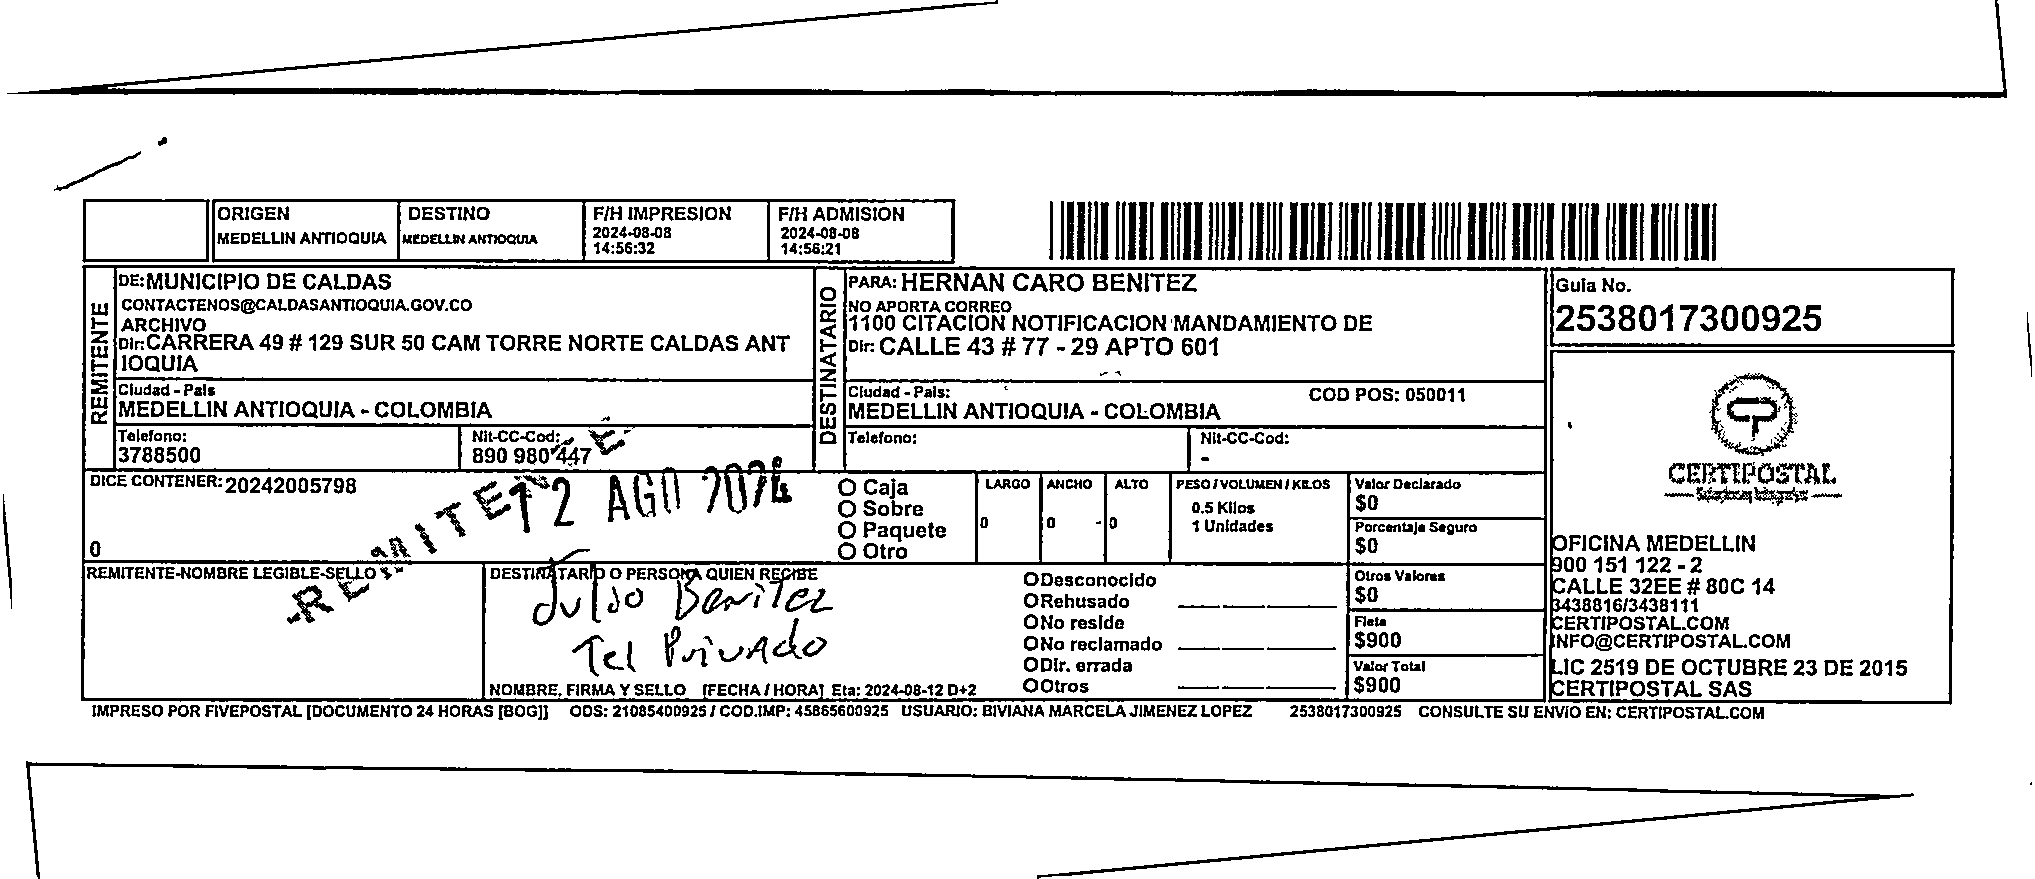 ORIGEN
MEDELLIN ANTIOQUIA
DESTINO
MEDELLIN ANTIOQUIA
F/H IMPRESION
2024-08-08
14:56:32
F/H ADMISION
2024-08-08
14:56:21
REMITENTE
DE: MUNICIPIO DE CALDAS
CONTACTENOS@CALDASANTIOQUIA.GOV.CO
ARCHIVO
Dir: CARRERA 49 # 129 SUR 50 CAM TORRE NORTE CALDAS ANT
IOQUIA
Ciudad - Pais
MEDELLIN ANTIOQUIA - COLOMBIA
Telefono:
3788500
Nit-CC-Cod:
890 980 447
DESTINATARIO
PARA: HERNAN CARO BENITEZ
NO APORTA CORREO
1100 CITACION NOTIFICACION MANDAMIENTO DE
Dir: CALLE 43 # 77 - 29 APTO 601
Ciudad - Pais:
COD POS: 050011
MEDELLIN ANTIOQUIA - COLOMBIA
Telefono:
Nit-CC-Cod:
-
Guia No.
2538017300925
CERTIPOSTAL
OFICINA MEDELLIN
900 151 122 - 2
CALLE 32EE # 80C 14
3438816/3438111
CERTIPOSTAL.COM
INFO@CERTIPOSTAL.COM
LIC 2519 DE OCTUBRE 23 DE 2015
CERTIPOSTAL SAS
DICE CONTENER: 20242005798
0
REMITENTE
12 AGO 2024
O Caja
O Sobre
O Paquete
O Otro
LARGO
0
ANCHO
0
ALTO
0
PESO / VOLUMEN / KILOS
0.5 Kilos
1 Unidades
Valor Declarado
$0
Porcentaje Seguro
$0
Otros Valores
$0
Flete
$900
Valor Total
$900
REMITENTE-NOMBRE LEGIBLE-SELLO
DESTINATARIO O PERSONA QUIEN RECIBE
Julio Benitez
Tel Privado
NOMBRE, FIRMA Y SELLO [FECHA / HORA] Eta: 2024-08-12 D+2
O Desconocido
O Rehusado
O No reside
O No reclamado
O Dir. errada
O Otros
IMPRESO POR FIVEPOSTAL [DOCUMENTO 24 HORAS [BOG]] ODS: 21085400925 / COD.IMP: 45865600925 USUARIO: BIVIANA MARCELA JIMENEZ LOPEZ 2538017300925 CONSULTE SU ENVIO EN: CERTIPOSTAL.COM